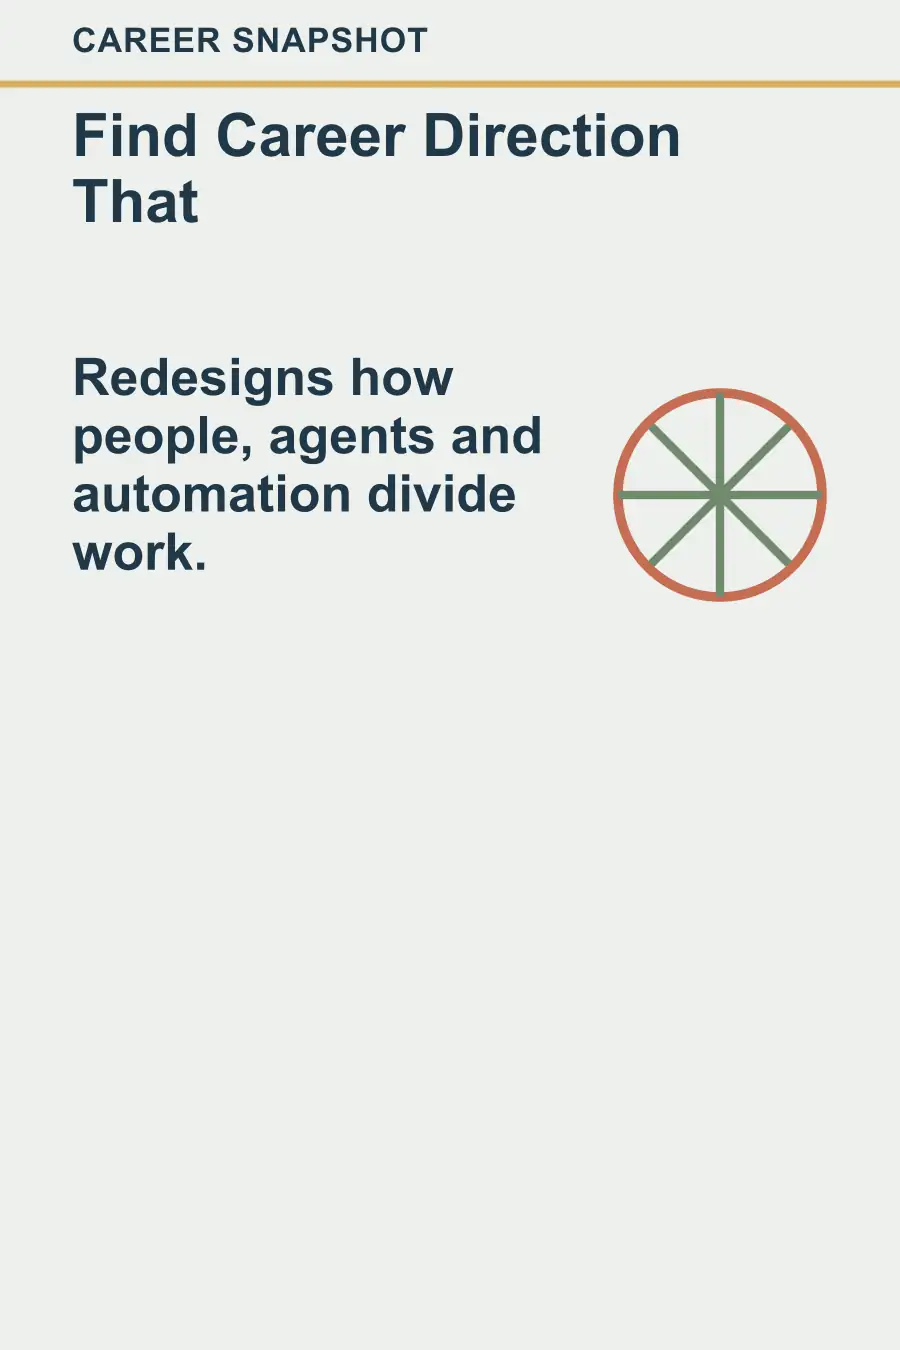 CAREER SNAPSHOT
Find Career Direction
That
Redesigns how
people, agents and
automation divide
work.